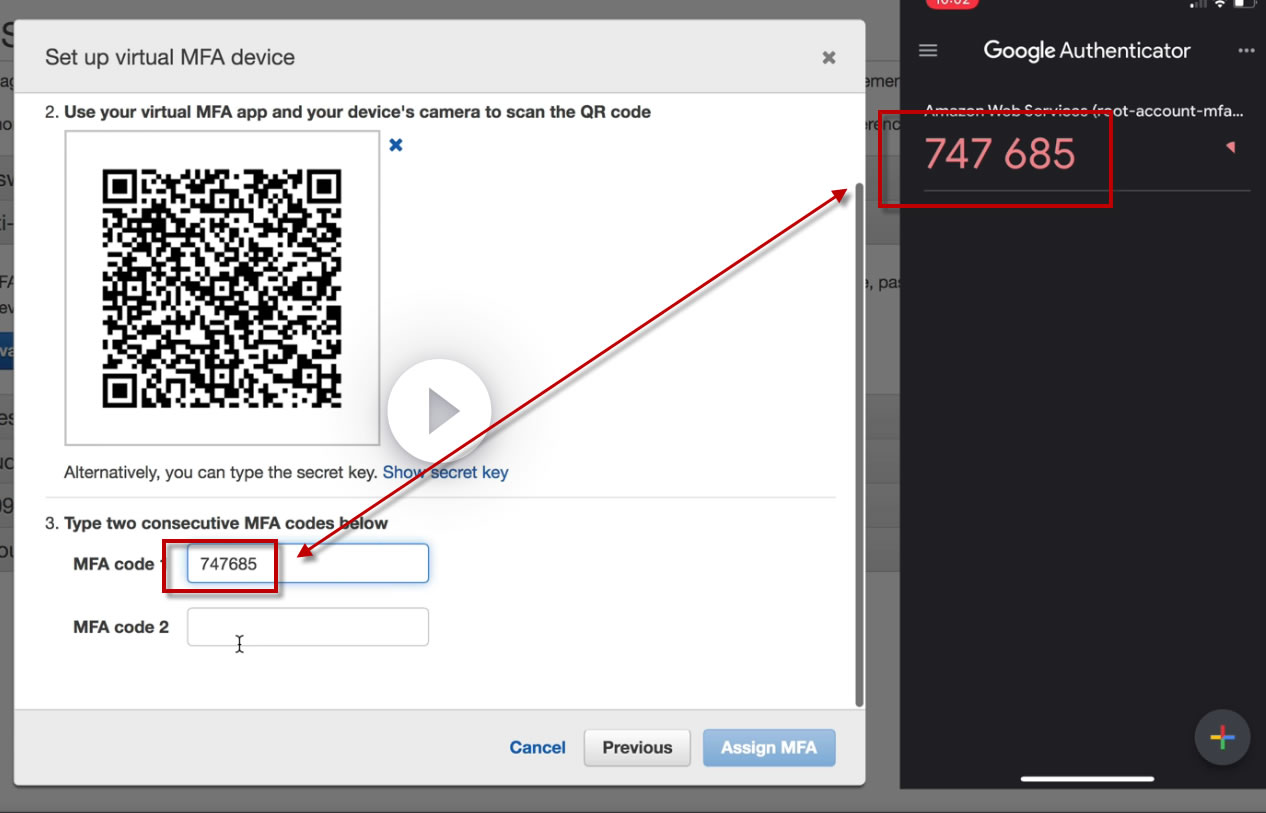 Set up virtual MFA device
2. Use your virtual MFA app and your device's camera to scan the QR code
Alternatively, you can type the secret key. Show secret key
3. Type two consecutive MFA codes below
MFA code 1
747685
MFA code 2
Cancel
Previous
Assign MFA
10:02
Google Authenticator
Amazon Web Services (root-account-mfa...
747 685